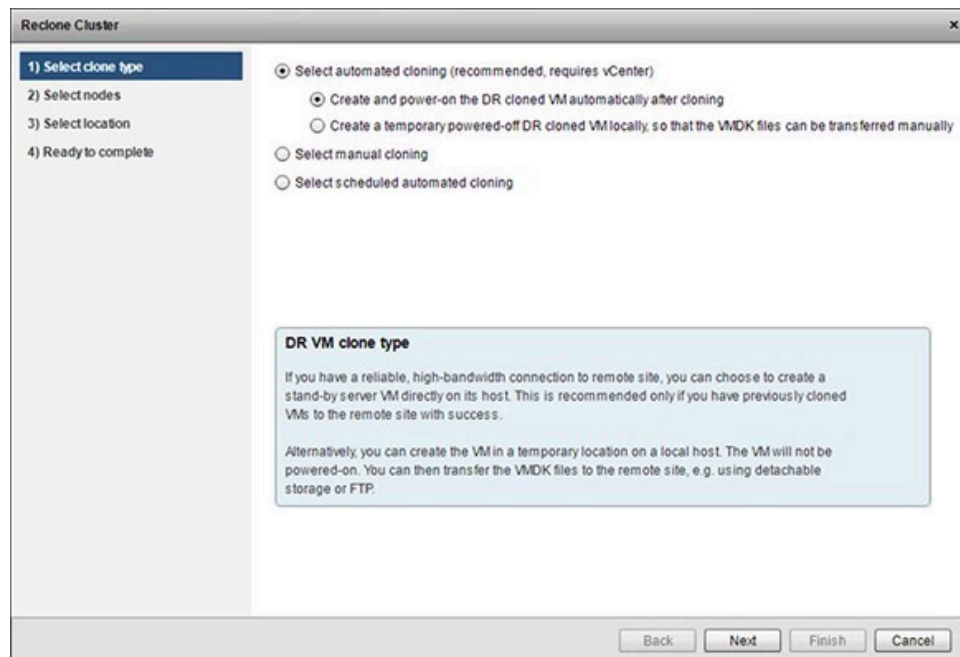 Reclone Cluster
×
1) Select clone type
2) Select nodes
3) Select location
4) Ready to complete
Select automated cloning (recommended, requires vCenter)
Create and power-on the DR cloned VM automatically after cloning
Create a temporary powered-off DR cloned VM locally, so that the VMDK files can be transferred manually
Select manual cloning
Select scheduled automated cloning
DR VM clone type
If you have a reliable, high-bandwidth connection to remote site, you can choose to create a
stand-by server VM directly on its host. This is recommended only if you have previously cloned
VMs to the remote site with success.
Alternatively, you can create the VM in a temporary location on a local host. The VM will not be
powered-on. You can then transfer the VMDK files to the remote site, e.g. using detachable
storage or FTP.
Back Next Finish Cancel